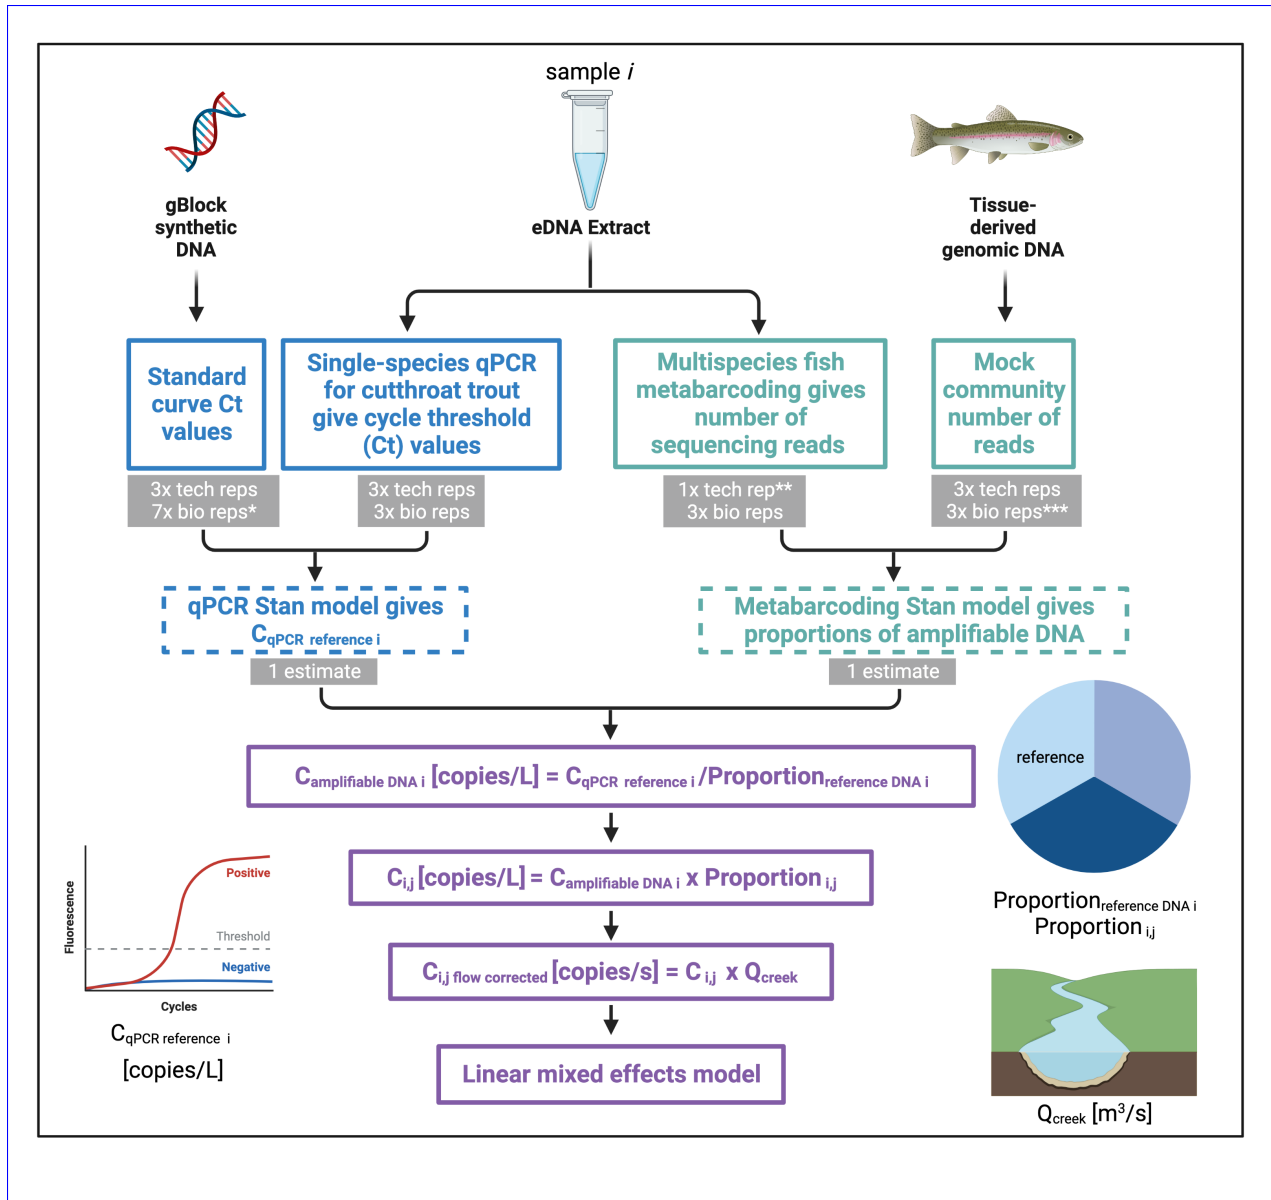 sample i
gBlock
synthetic
DNA
eDNA Extract
Tissue-
derived
genomic DNA
Standard
curve Ct
values
Single-species qPCR
for cutthroat trout
give cycle threshold
(Ct) values
Multispecies fish
metabarcoding gives
number of
sequencing reads
Mock
community
number of
reads
3x tech reps
7x bio reps*
3x tech reps
3x bio reps
1x tech rep**
3x bio reps
3x tech reps
3x bio reps***
qPCR Stan model gives
CqPCR reference i
Metabarcoding Stan model gives
proportions of amplifiable DNA
1 estimate
1 estimate
Camplifiable DNA i [copies/L] = CqPCR reference i /Proportionreference DNA i
reference
Ci,j [copies/L] = Camplifiable DNA i x Proportion i,j
Proportionreference DNA i
Proportion i,j
Ci,j flow corrected [copies/s] = C i,j x Qcreek
Linear mixed effects model
Fluorescence
Positive
Threshold
Negative
Cycles
CqPCR reference i
[copies/L]
Qcreek [m³/s]